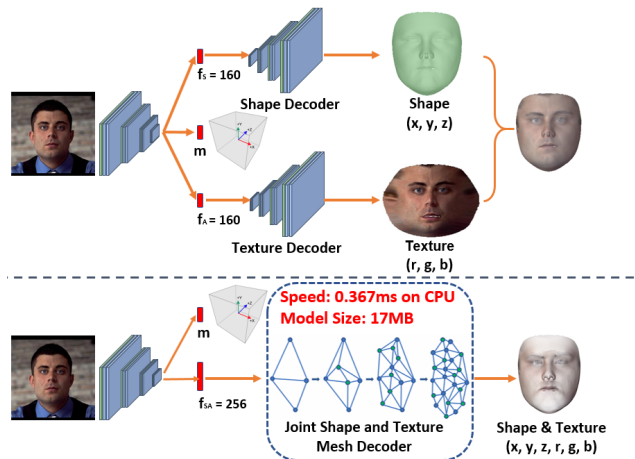 fS = 160
Shape Decoder
Shape
(x, y, z)
m
+Y
+Z
+X
fA = 160
Texture Decoder
Texture
(r, g, b)
Speed: 0.367ms on CPU
Model Size: 17MB
m
+Y
+Z
+X
fSA = 256
Joint Shape and Texture
Mesh Decoder
Shape & Texture
(x, y, z, r, g, b)